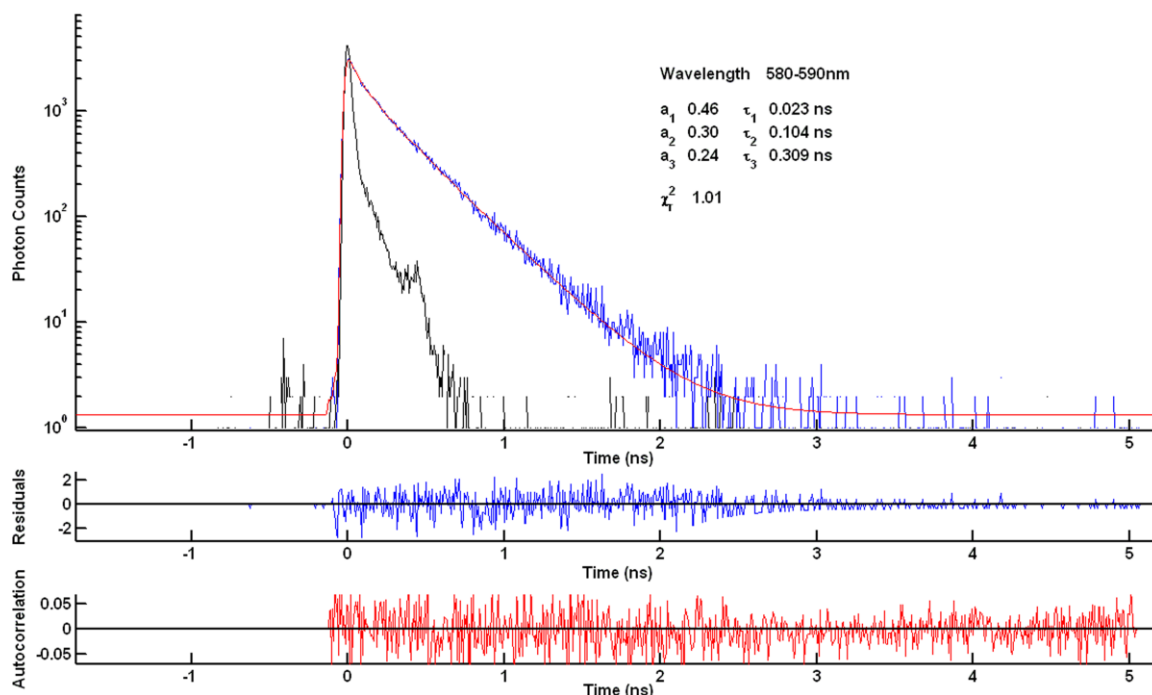 Photon Counts
10³
10²
10¹
10⁰
Wavelength 580-590nm
a₁ 0.46 τ₁ 0.023 ns
a₂ 0.30 τ₂ 0.104 ns
a₃ 0.24 τ₃ 0.309 ns
χᵣ² 1.01
-1 0 1 2 3 4 5
Time (ns)
Residuals
2
0
-2
-1 0 1 2 3 4 5
Time (ns)
Autocorrelation
0.05
0
-0.05
-1 0 1 2 3 4 5
Time (ns)